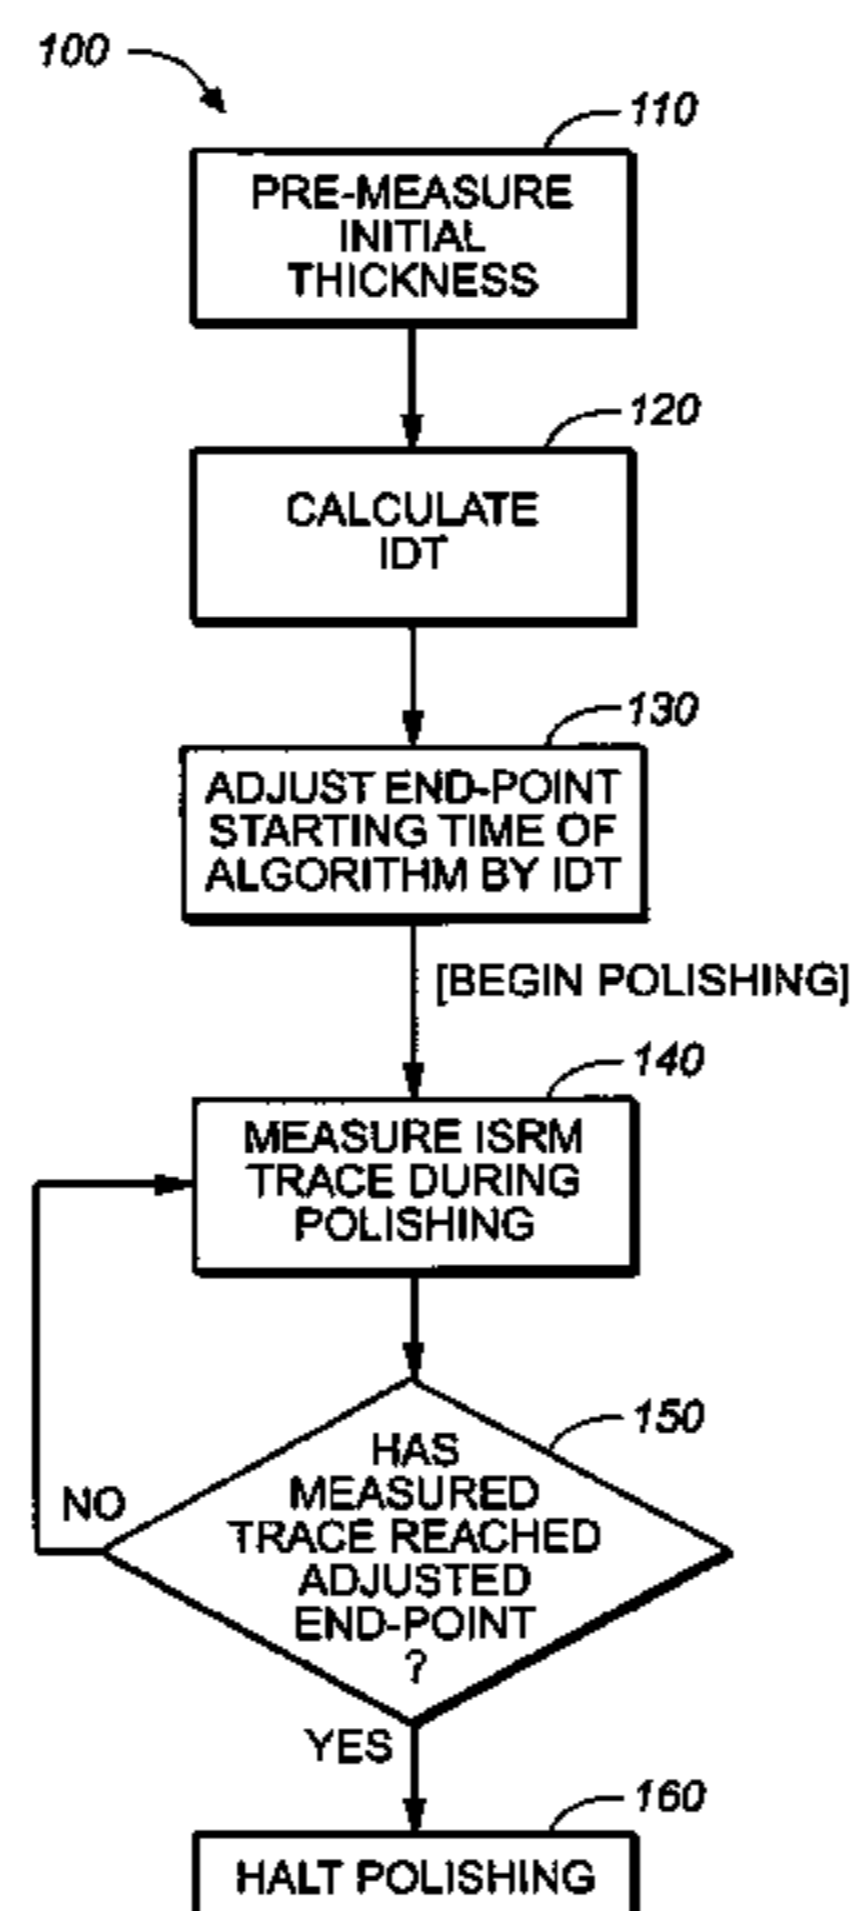 100
110
PRE-MEASURE
INITIAL
THICKNESS
120
CALCULATE
IDT
130
ADJUST END-POINT
STARTING TIME OF
ALGORITHM BY IDT
[BEGIN POLISHING]
140
MEASURE ISRM
TRACE DURING
POLISHING
150
HAS
MEASURED
TRACE REACHED
ADJUSTED
END-POINT
?
NO
YES
160
HALT POLISHING